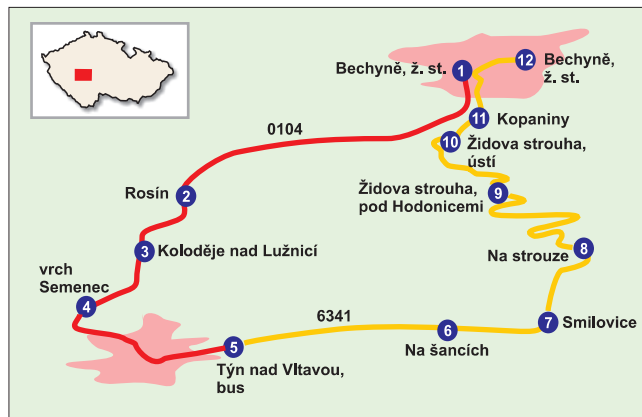 1
Bechyně, ž. st.
12
Bechyně,
ž. st.
11
Kopaniny
10
Židova strouha,
ústí
0104
Rosín
2
9
Židova strouha,
pod Hodonicemi
3
Koloděje nad Lužnicí
8
Na strouze
vrch
Semenec
4
6341
7
Smilovice
6
Na šancích
5
Týn nad Vltavou,
bus